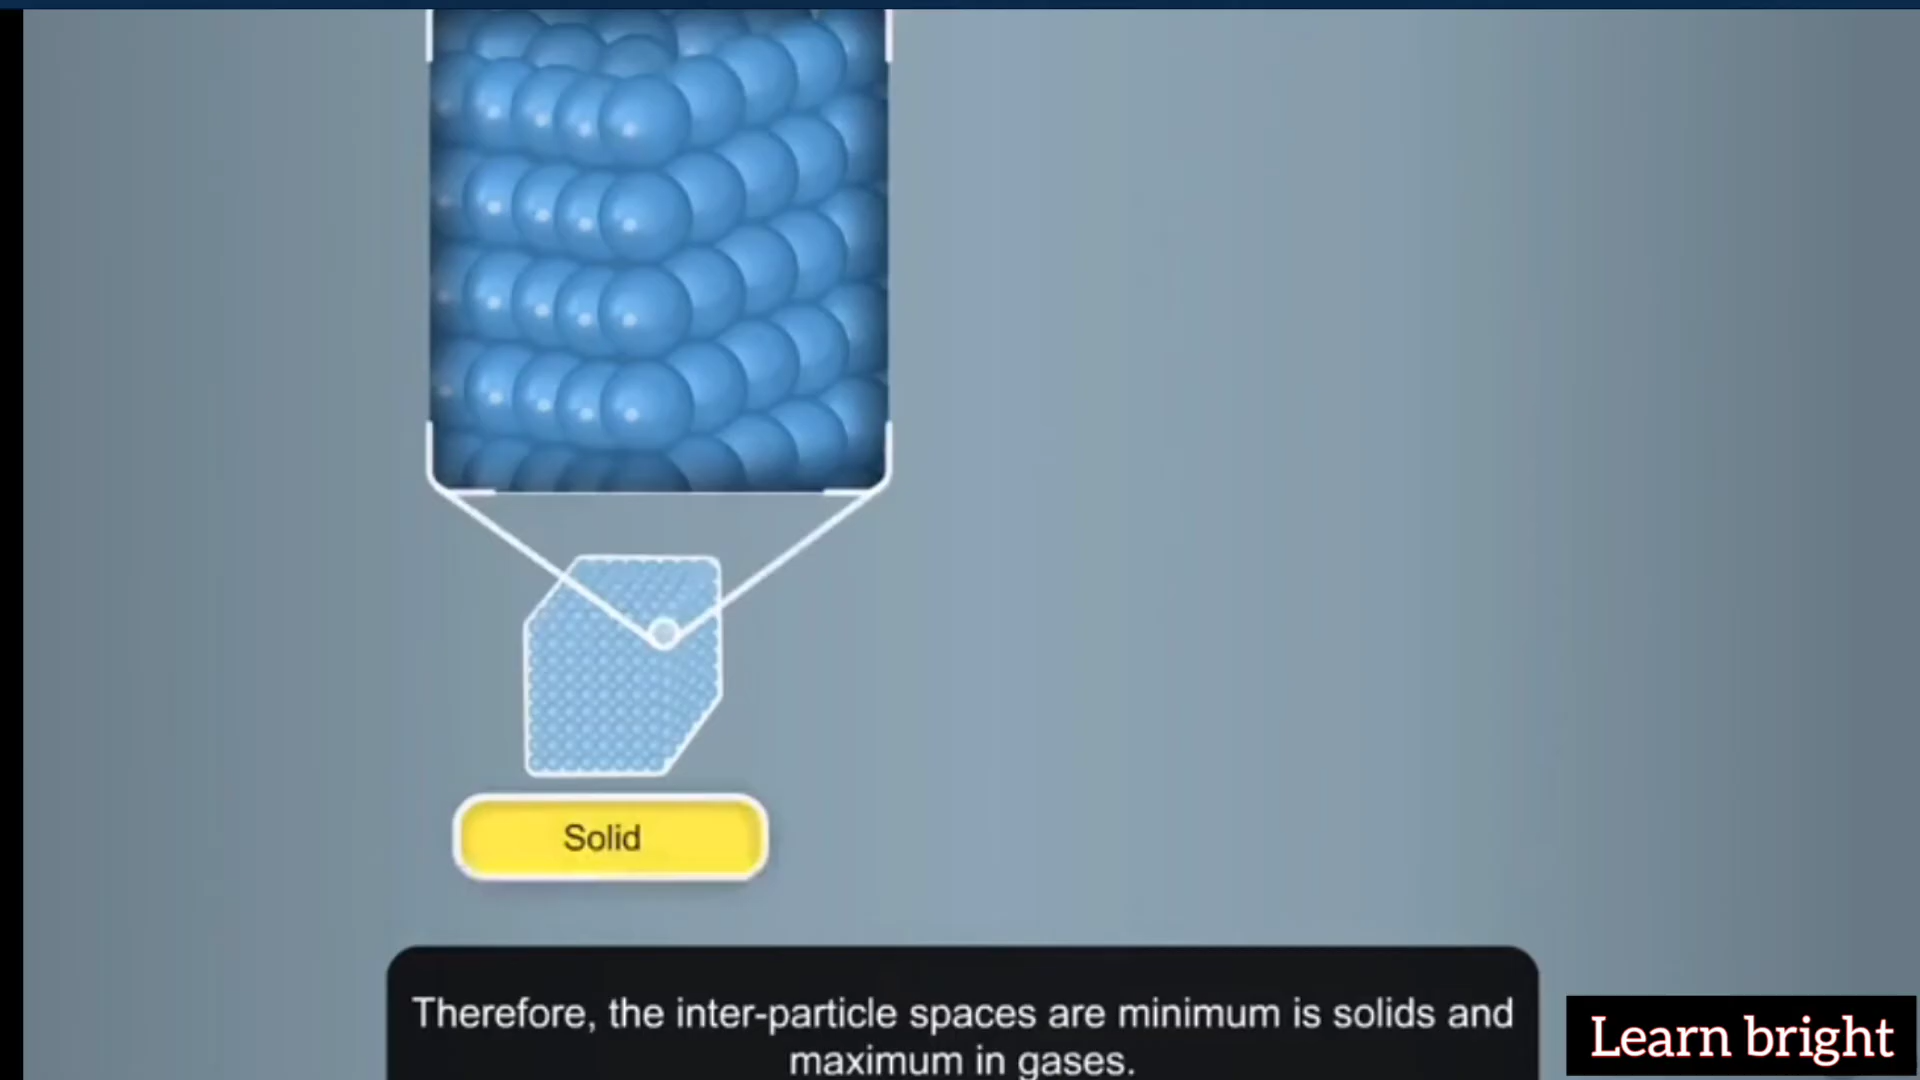 Solid
Therefore, the inter-particle spaces are minimum is solids and
maximum in gases.
Learn bright